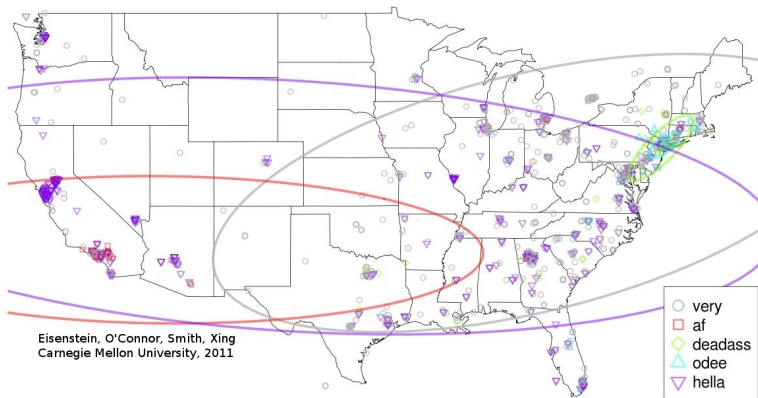 Eisenstein, O'Connor, Smith, Xing
Carnegie Mellon University, 2011
very
af
deadass
odee
hella